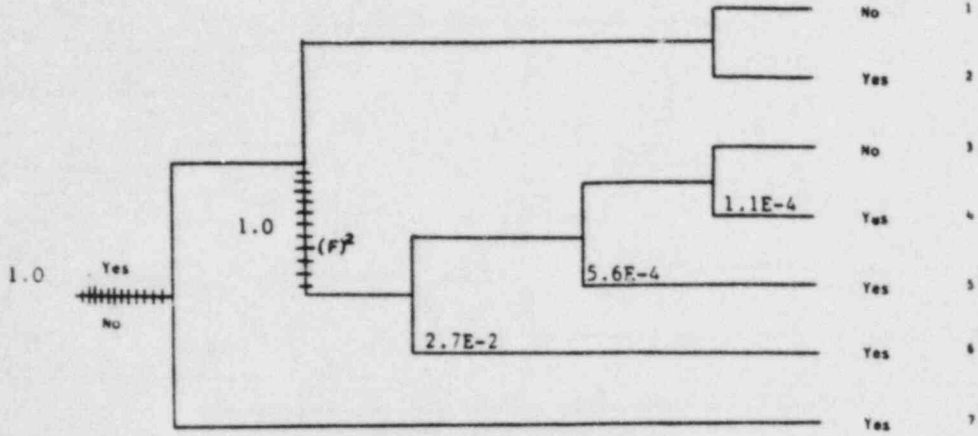 No 1
Yes 2
No 3
1.1E-4 Yus 4
1.0 (F)²
5.6E-4 Yes 5
1.0 Yes
No
2.7E-2 Yes 6
Yes 7